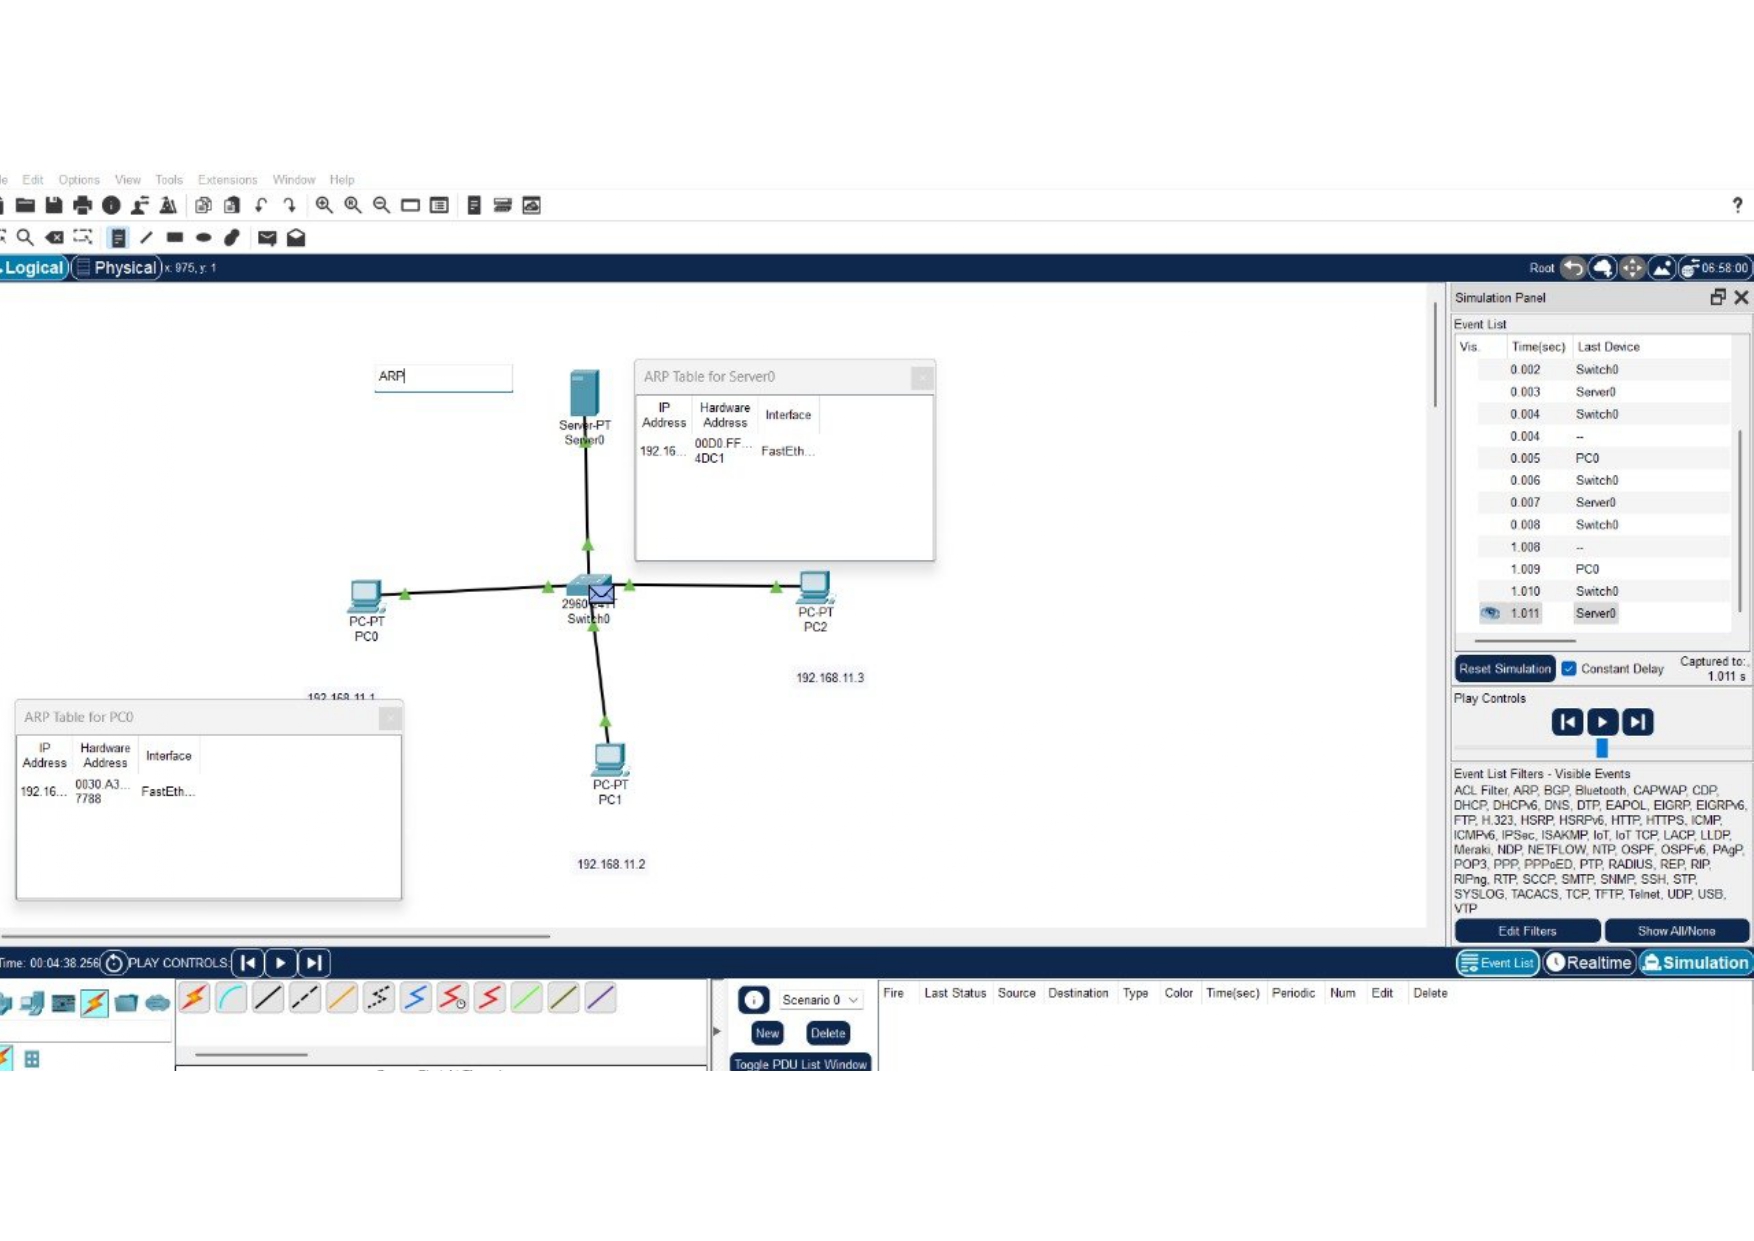 Edit Options View Tools Extensions Window Help
?
Logical Physical x: 975, y: 1
Root 06:58:00
Simulation Panel
Event List
Vis. Time(sec) Last Device
0.002 Switch0
0.003 Server0
0.004 Switch0
0.004 --
0.005 PC0
0.006 Switch0
0.007 Server0
0.008 Switch0
1.008 --
1.009 PC0
1.010 Switch0
1.011 Server0
Reset Simulation Constant Delay Captured to:
1.011 s
Play Controls
Event List Filters - Visible Events
ACL Filter, ARP, BGP, Bluetooth, CAPWAP, CDP,
DHCP, DHCPv6, DNS, DTP, EAPOL, EIGRP, EIGRPv6,
FTP, H.323, HSRP, HSRPv6, HTTP, HTTPS, ICMP,
ICMPv6, IPSec, ISAKMP, IoT, IoT TCP, LACP, LLDP,
Meraki, NDP, NETFLOW, NTP, OSPF, OSPFv6, PAgP,
POP3, PPP, PPPoED, PTP, RADIUS, REP, RIP,
RIPng, RTP, SCCP, SMTP, SNMP, SSH, STP,
SYSLOG, TACACS, TCP, TFTP, Telnet, UDP, USB,
VTP
Edit Filters Show All/None
ARP
Server-PT
Server0
ARP Table for Server0
IP Address Hardware Address Interface
192.16... 00D0.FF... 4DC1 FastEth...
PC-PT
PC0
2960
Switch0
PC-PT
PC2
192.168.11.3
192.168.11.1
ARP Table for PC0
IP Address Hardware Address Interface
192.16... 0030.A3... 7788 FastEth...
PC-PT
PC1
192.168.11.2
Time: 00:04:38.256 PLAY CONTROLS:
Event List Realtime Simulation
Scenario 0
New Delete
Toggle PDU List Window
Fire Last Status Source Destination Type Color Time(sec) Periodic Num Edit Delete